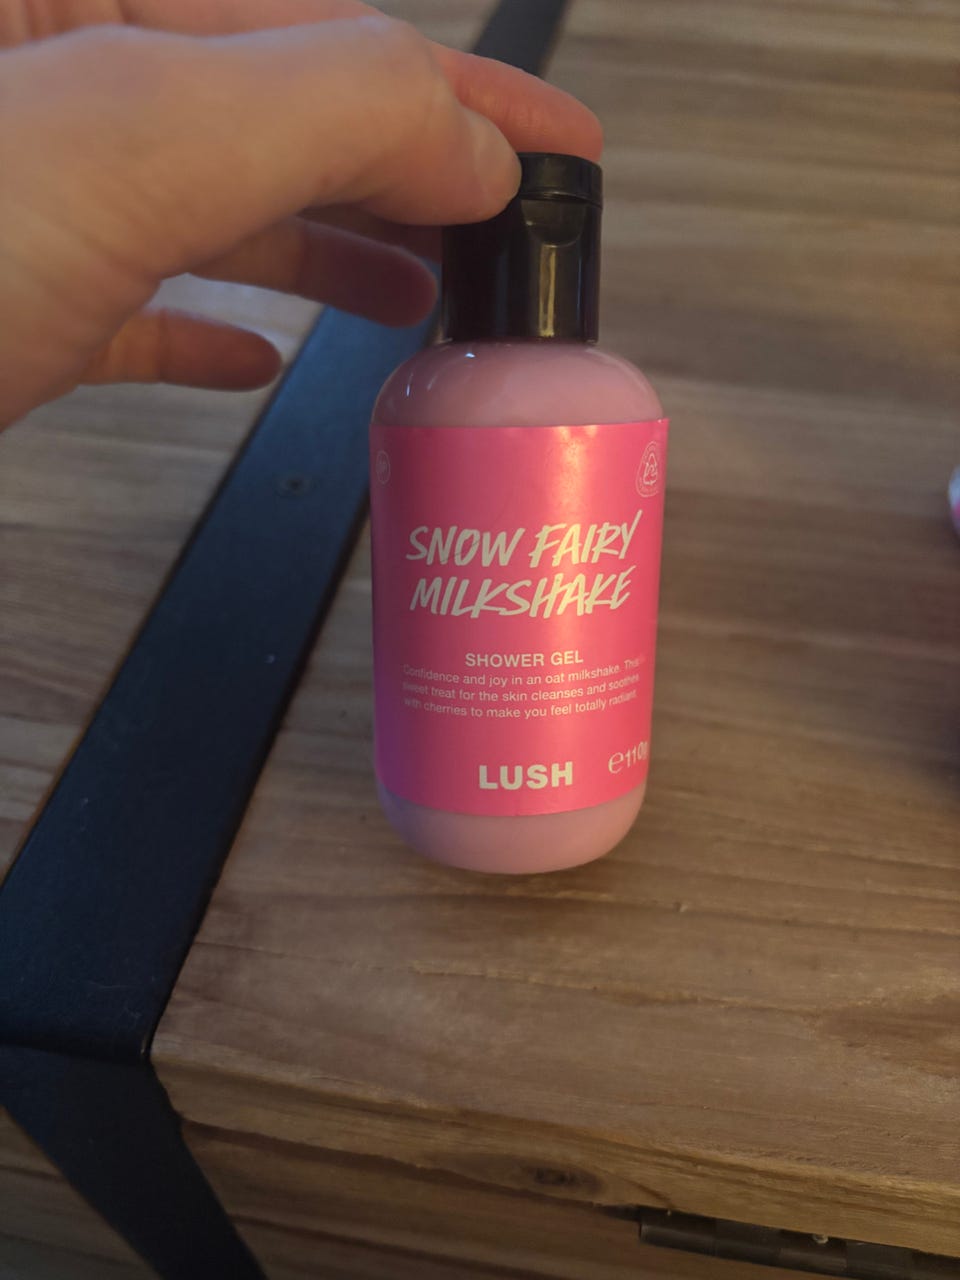 SNOW FAIRY
MILKSHAKE
SHOWER GEL
Confidence and joy in an oat milkshake. This
sweet treat for the skin cleanses and soothes
with cherries to make you feel totally radiant.
LUSH
℮110g